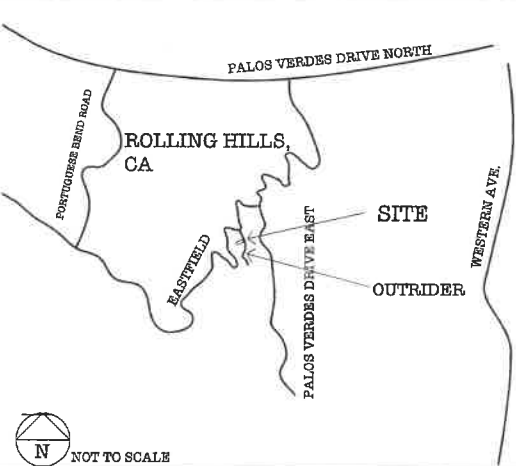 PALOS VERDES DRIVE NORTH
PORTUGUESE BEND ROAD
ROLLING HILLS,
CA
WESTERN AVE.
SITE
PALOS VERDES DRIVE EAST
EASTFIELD
OUTRIDER
N
NOT TO SCALE